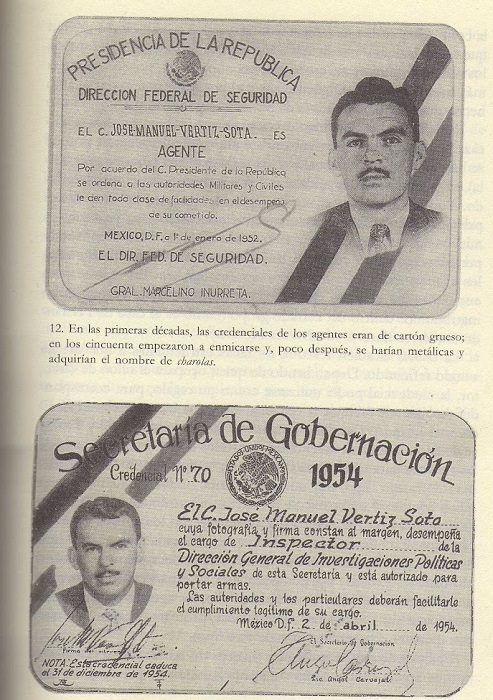 PRESIDENCIA DE LA REPUBLICA
DIRECCION FEDERAL DE SEGURIDAD
EL C. JOSE-MANUEL-VERTIZ-SOTA. ES
AGENTE
Por acuerdo del C. Presidente de la República
se ordena a las autoridades Militares y Civiles
le den toda clase de facilidades en el desempeño
de su cometido.
MEXICO, D.F. a 1º de enero de 1952.
EL DIR. FED. DE SEGURIDAD.
GRAL. MARCELINO INURRETA.
12. En las primeras décadas, las credenciales de los agentes eran de cartón grueso;
en los cincuenta empezaron a enmicarse y, poco después, se harían metálicas y
adquirían el nombre de charolas.
Secretaría de Gobernación
Credencial Nº 70
ESTADOS UNIDOS MEXICANOS
1954
El C. Jose Manuel Vertiz Soto
cuya fotografía y firma constan al margen, desempeña
el cargo de Inspector de la
Dirección General de Investigaciones Políticas
y Sociales de esta Secretaría y está autorizado para
portar armas.
Las autoridades y los particulares deberán facilitarle
el cumplimiento legítimo de su cargo.
México D.F. 2 de abril de 1954.
El Secretario de Gobernación
Lic. Angel Carvajal
NOTA: Esta credencial caduca
el 31 de diciembre de 1954.